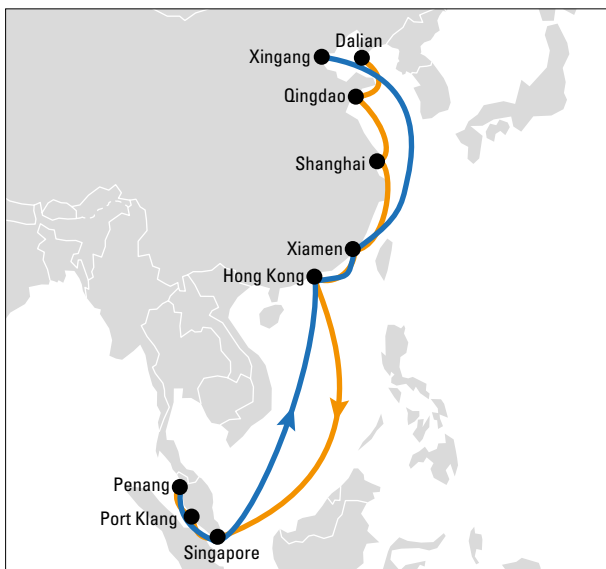 Dalian
Xingang
Qingdao
Shanghai
Xiamen
Hong Kong
Penang
Port Klang
Singapore